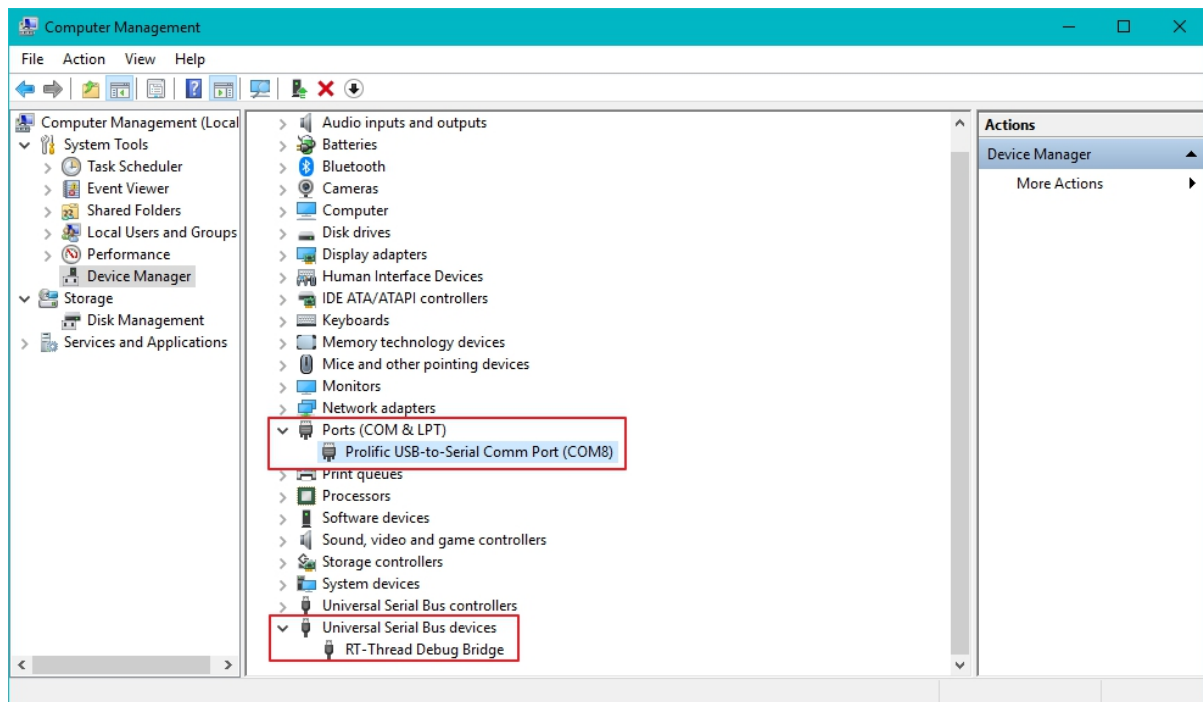 Computer Management
File Action View Help
Computer Management (Local
System Tools
Task Scheduler
Event Viewer
Shared Folders
Local Users and Groups
Performance
Device Manager
Storage
Disk Management
Services and Applications
Audio inputs and outputs
Batteries
Bluetooth
Cameras
Computer
Disk drives
Display adapters
Human Interface Devices
IDE ATA/ATAPI controllers
Keyboards
Memory technology devices
Mice and other pointing devices
Monitors
Network adapters
Ports (COM & LPT)
Prolific USB-to-Serial Comm Port (COM8)
Print queues
Processors
Software devices
Sound, video and game controllers
Storage controllers
System devices
Universal Serial Bus controllers
Universal Serial Bus devices
RT-Thread Debug Bridge
Actions
Device Manager
More Actions